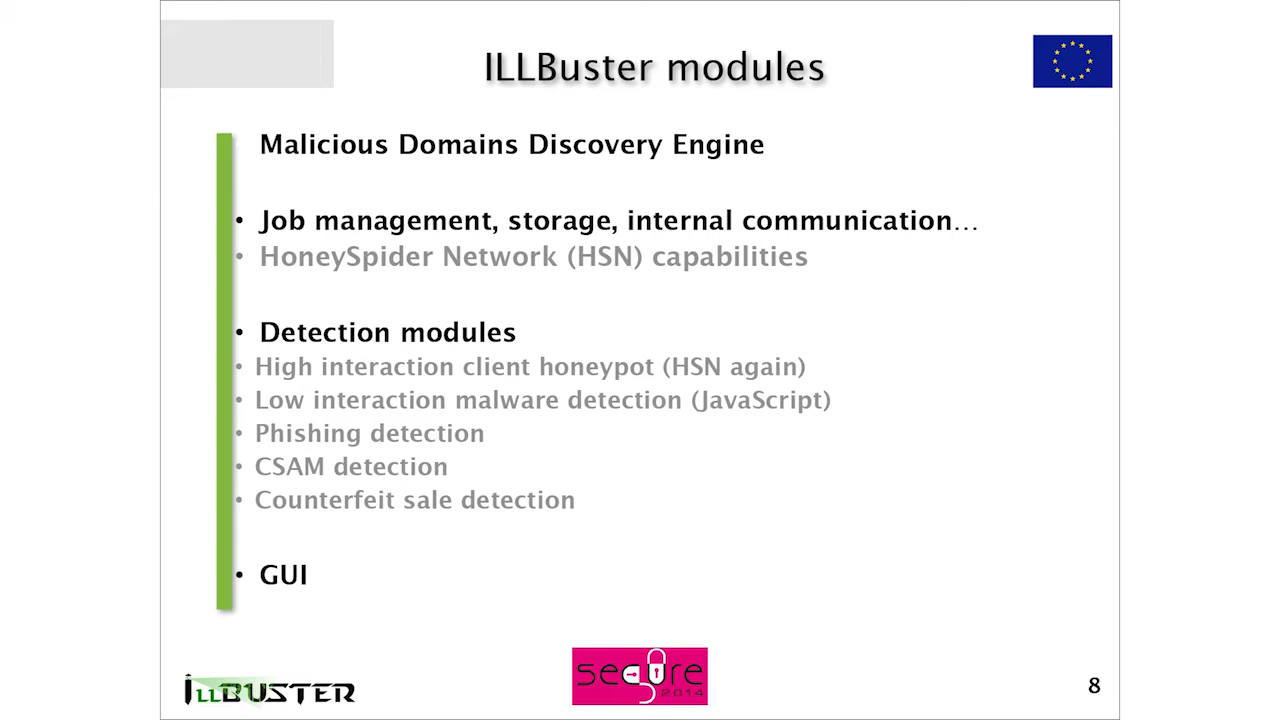 ILLBuster modules
Malicious Domains Discovery Engine
• Job management, storage, internal communication...
• HoneySpider Network (HSN) capabilities
• Detection modules
• High interaction client honeypot (HSN again)
• Low interaction malware detection (JavaScript)
• Phishing detection
• CSAM detection
• Counterfeit sale detection
• GUI
ILLBUSTER
secure 2014
8